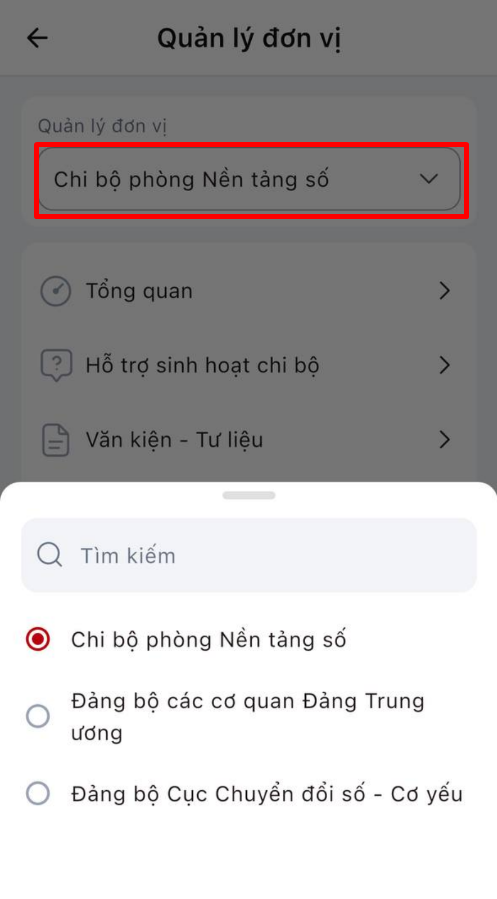 Quản lý đơn vị
Quản lý đơn vị
Chi bộ phòng Nền tảng số
Tổng quan
Hỗ trợ sinh hoạt chi bộ
Văn kiện - Tư liệu
Tìm kiếm
Chi bộ phòng Nền tảng số
Đảng bộ các cơ quan Đảng Trung
ương
Đảng bộ Cục Chuyển đổi số - Cơ yếu